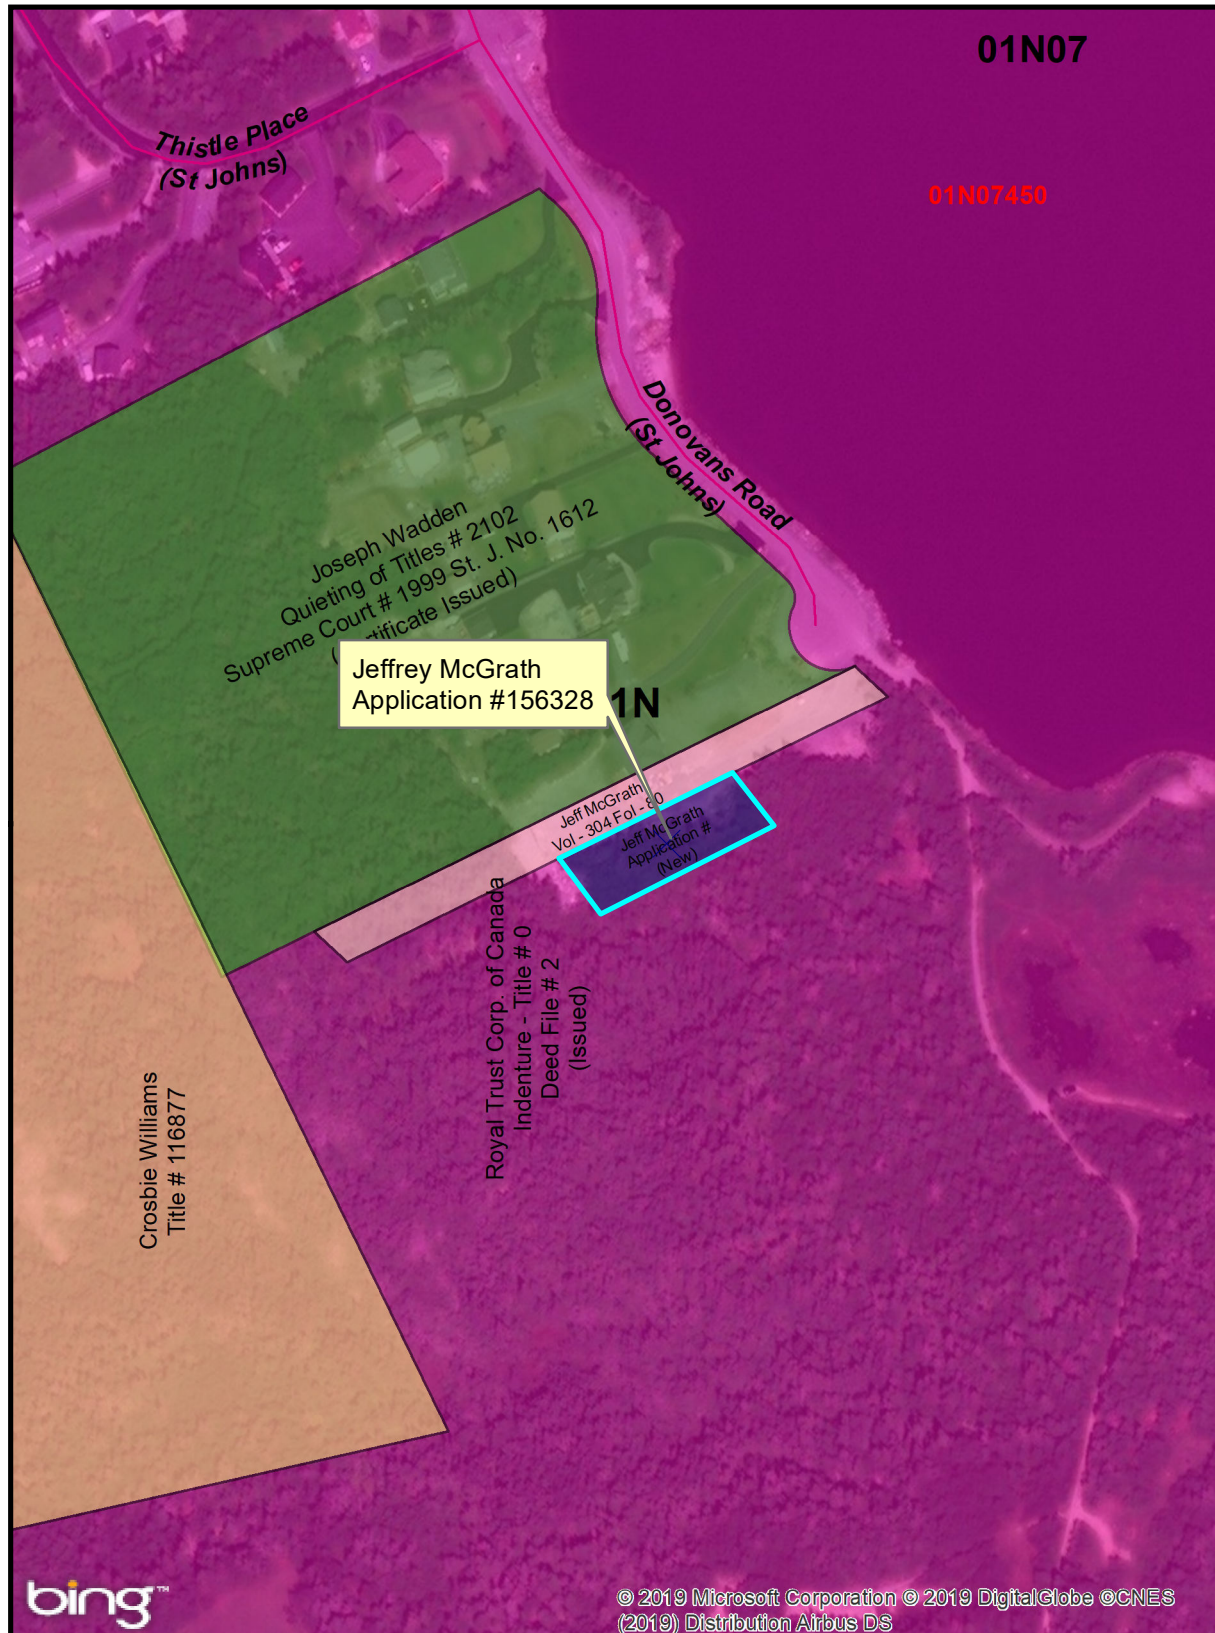 01N07
Thistle Place
(St Johns)
01N07450
Donovans Road
(St Johns)
Joseph Wadden
Quieting of Titles # 2102
Supreme Court # 1999 St. J. No. 1612
Issued)
Jeffrey McGrath
Application #156328
1N
Jeff McGrath
Vol - 304 Fol - 80
Jeff McGrath
Application #
(New)
Royal Trust Corp. of Canada
Indenture - Title # 0
Deed File # 2
(Issued)
Crosbie Williams
Title # 116877
bing™
© 2019 Microsoft Corporation © 2019 DigitalGlobe ©CNES
(2019) Distribution Airbus DS